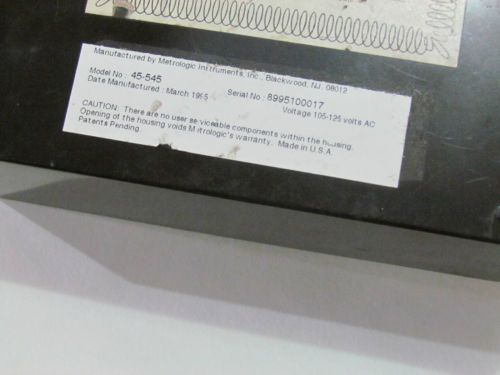 Manufactured by Metrologic Instruments, Inc., Blackwood, NJ. 08012
Model No : 45-545 Serial No : 8995100017
Date Manufactured : March 1995 Voltage 105-125 volts AC
CAUTION: There are no user serviceable components within the housing.
Opening of the housing voids Metrologic's warranty. Made in U.S.A.
Patents Pending.